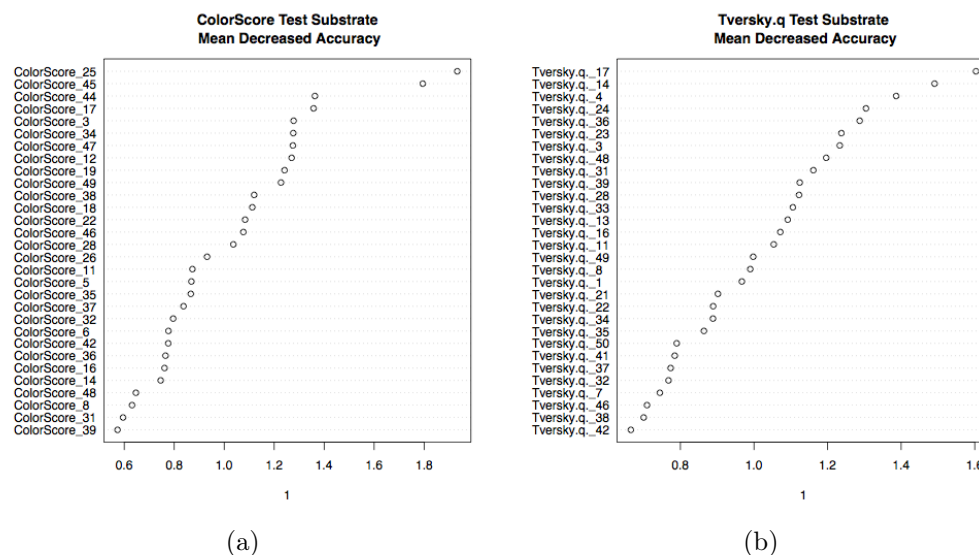 ColorScore Test Substrate
Mean Decreased Accuracy
ColorScore_25
ColorScore_45
ColorScore_44
ColorScore_17
ColorScore_3
ColorScore_34
ColorScore_47
ColorScore_12
ColorScore_19
ColorScore_49
ColorScore_38
ColorScore_18
ColorScore_22
ColorScore_46
ColorScore_28
ColorScore_26
ColorScore_11
ColorScore_5
ColorScore_35
ColorScore_37
ColorScore_32
ColorScore_6
ColorScore_42
ColorScore_36
ColorScore_16
ColorScore_14
ColorScore_48
ColorScore_8
ColorScore_31
ColorScore_39
0.6 0.8 1.0 1.2 1.4 1.6 1.8
1
(a)
Tversky.q Test Substrate
Mean Decreased Accuracy
Tversky.q._17
Tversky.q._14
Tversky.q._4
Tversky.q._24
Tversky.q._36
Tversky.q._23
Tversky.q._3
Tversky.q._48
Tversky.q._31
Tversky.q._39
Tversky.q._28
Tversky.q._33
Tversky.q._13
Tversky.q._16
Tversky.q._11
Tversky.q._49
Tversky.q._8
Tversky.q._1
Tversky.q._21
Tversky.q._22
Tversky.q._34
Tversky.q._35
Tversky.q._50
Tversky.q._41
Tversky.q._37
Tversky.q._32
Tversky.q._7
Tversky.q._46
Tversky.q._38
Tversky.q._42
0.8 1.0 1.2 1.4 1.6
1
(b)